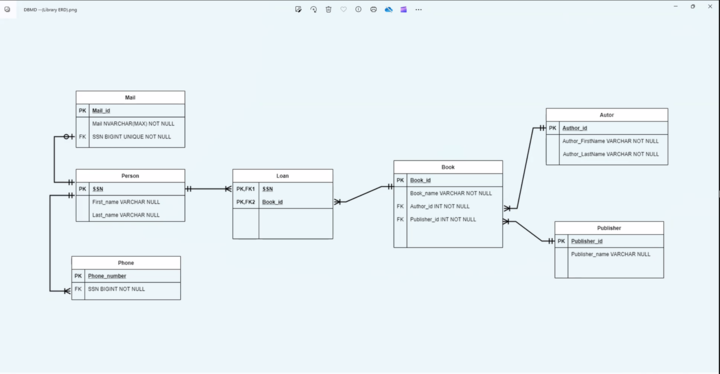 DBMD --(Library ERD).png
Mail
PK Mail_id
Mail NVARCHAR(MAX) NOT NULL
FK SSN BIGINT UNIQUE NOT NULL
Person
PK SSN
First_name VARCHAR NULL
Last_name VARCHAR NULL
Phone
PK Phone_number
FK SSN BIGINT NOT NULL
Loan
PK,FK1 SSN
PK,FK2 Book_id
Book
PK Book_id
Book_name VARCHAR NOT NULL
FK Author_id INT NOT NULL
FK Publisher_id INT NOT NULL
Autor
PK Author_id
Author_FirstName VARCHAR NOT NULL
Author_LastName VARCHAR NOT NULL
Publisher
PK Publisher_id
Publisher_name VARCHAR NULL